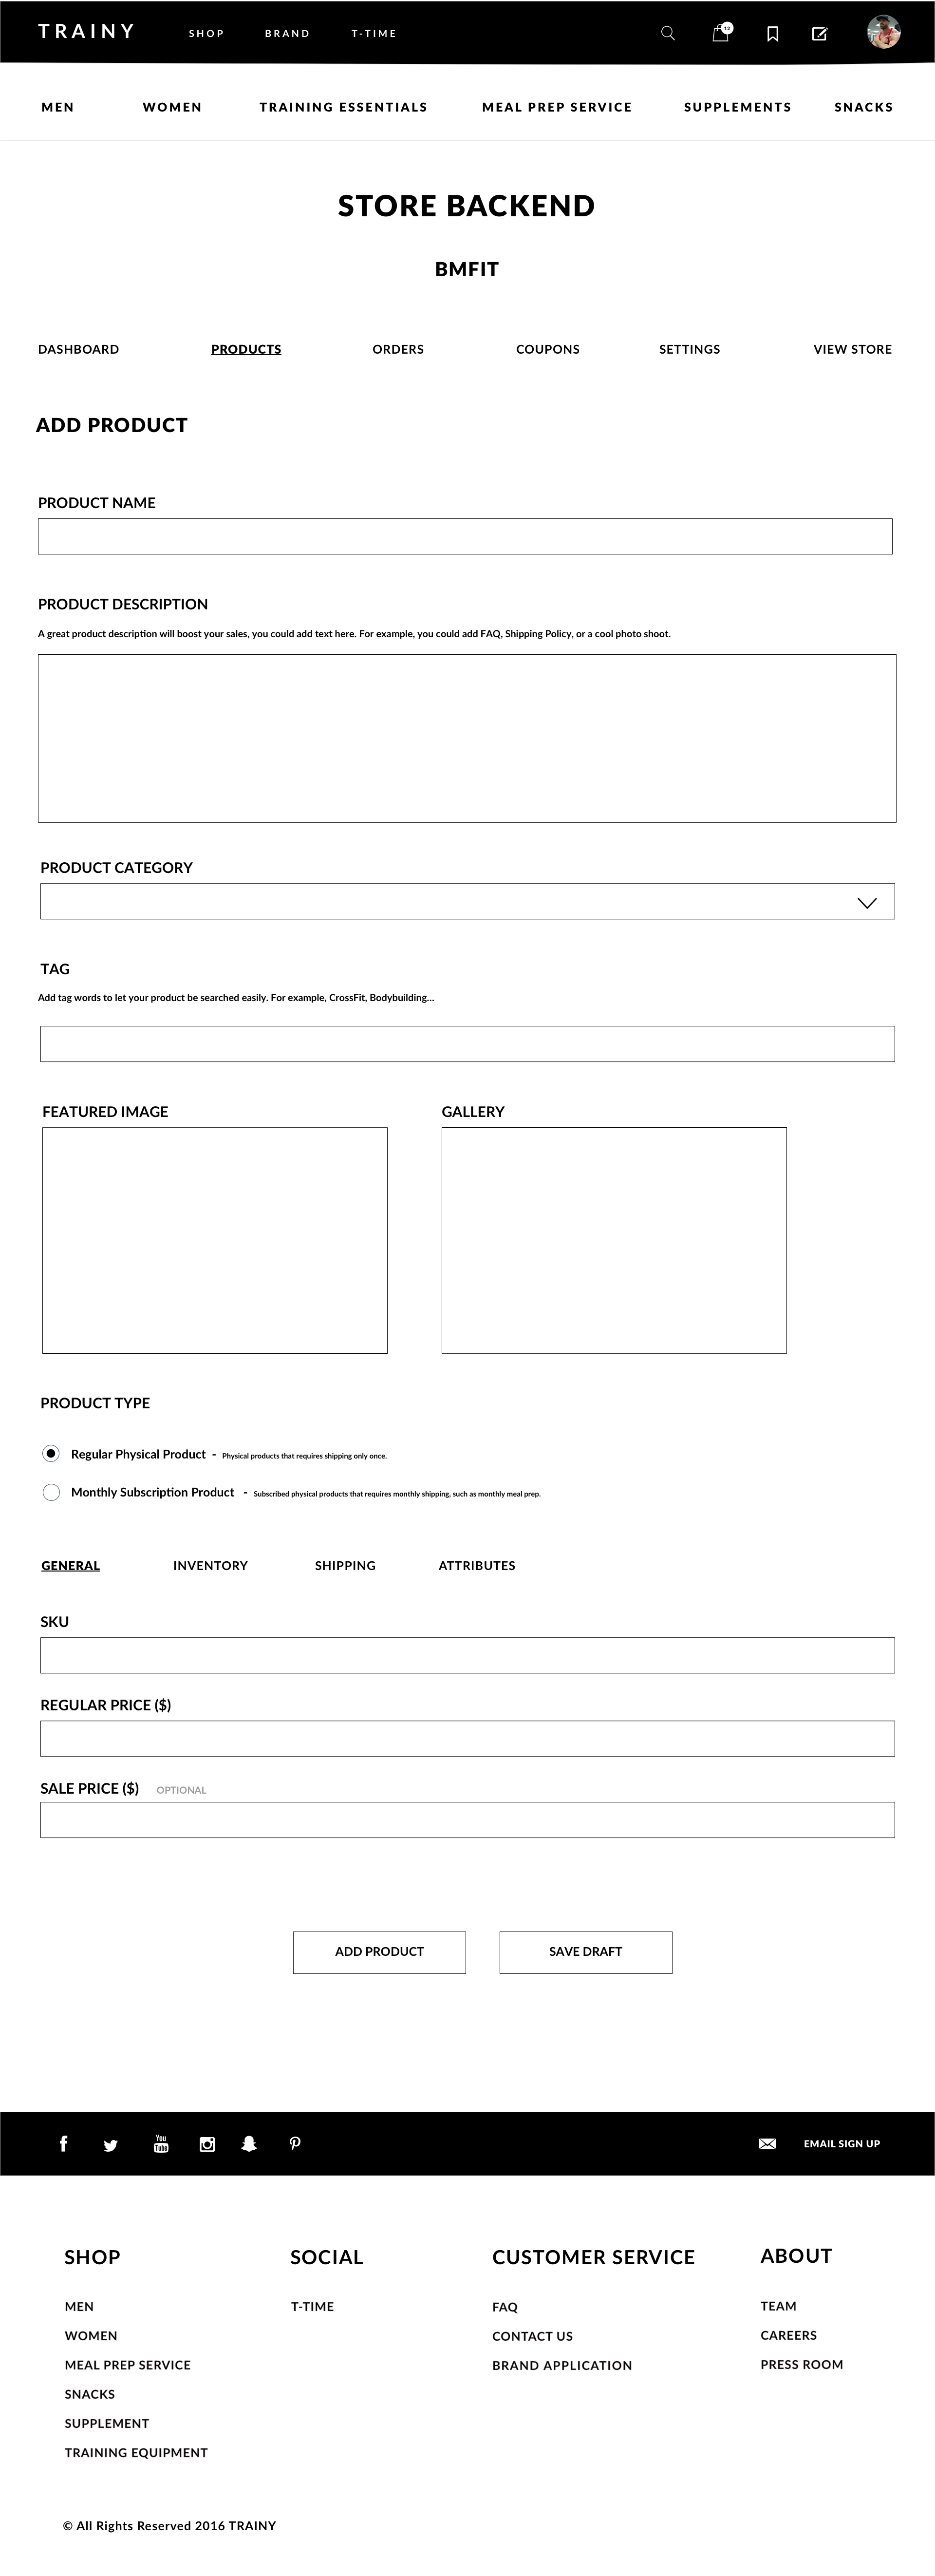 TRAINY SHOP BRAND T-TIME
MEN WOMEN TRAINING ESSENTIALS MEAL PREP SERVICE SUPPLEMENTS SNACKS
STORE BACKEND
BMFIT
DASHBOARD PRODUCTS ORDERS COUPONS SETTINGS VIEW STORE
ADD PRODUCT
PRODUCT NAME
PRODUCT DESCRIPTION
A great product description will boost your sales, you could add text here. For example, you could add FAQ, Shipping Policy, or a cool photo shoot.
PRODUCT CATEGORY
TAG
Add tag words to let your product be searched easily. For example, CrossFit, Bodybuilding...
FEATURED IMAGE GALLERY
PRODUCT TYPE
Regular Physical Product - Physical products that requires shipping only once.
Monthly Subscription Product - Subscribed physical products that requires monthly shipping, such as monthly meal prep.
GENERAL INVENTORY SHIPPING ATTRIBUTES
SKU
REGULAR PRICE ($)
SALE PRICE ($) OPTIONAL
ADD PRODUCT SAVE DRAFT
You Tube
EMAIL SIGN UP
SHOP
MEN
WOMEN
MEAL PREP SERVICE
SNACKS
SUPPLEMENT
TRAINING EQUIPMENT
SOCIAL
T-TIME
CUSTOMER SERVICE
FAQ
CONTACT US
BRAND APPLICATION
ABOUT
TEAM
CAREERS
PRESS ROOM
© All Rights Reserved 2016 TRAINY